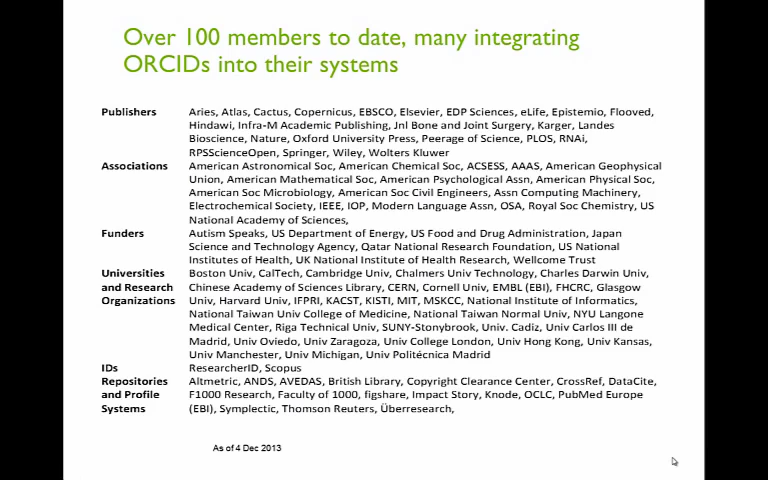 Over 100 members to date, many integrating
ORCIDs into their systems
Publishers Aries, Atlas, Cactus, Copernicus, EBSCO, Elsevier, EDP Sciences, eLife, Epistemio, Flooved,
Hindawi, Infra-M Academic Publishing, Jnl Bone and Joint Surgery, Karger, Landes
Bioscience, Nature, Oxford University Press, Peerage of Science, PLOS, RNAi,
RPSScienceOpen, Springer, Wiley, Wolters Kluwer
Associations American Astronomical Soc, American Chemical Soc, ACSESS, AAAS, American Geophysical
Union, American Mathematical Soc, American Psychological Assn, American Physical Soc,
American Soc Microbiology, American Soc Civil Engineers, Assn Computing Machinery,
Electrochemical Society, IEEE, IOP, Modern Language Assn, OSA, Royal Soc Chemistry, US
National Academy of Sciences,
Funders Autism Speaks, US Department of Energy, US Food and Drug Administration, Japan
Science and Technology Agency, Qatar National Research Foundation, US National
Institutes of Health, UK National Institute of Health Research, Wellcome Trust
Universities Boston Univ, CalTech, Cambridge Univ, Chalmers Univ Technology, Charles Darwin Univ,
and Research Chinese Academy of Sciences Library, CERN, Cornell Univ, EMBL (EBI), FHCRC, Glasgow
Organizations Univ, Harvard Univ, IFPRI, KACST, KISTI, MIT, MSKCC, National Institute of Informatics,
National Taiwan Univ College of Medicine, National Taiwan Normal Univ, NYU Langone
Medical Center, Riga Technical Univ, SUNY-Stonybrook, Univ. Cadiz, Univ Carlos III de
Madrid, Univ Oviedo, Univ Zaragoza, Univ College London, Univ Hong Kong, Univ Kansas,
Univ Manchester, Univ Michigan, Univ Politécnica Madrid
IDs ResearcherID, Scopus
Repositories Altmetric, ANDS, AVEDAS, British Library, Copyright Clearance Center, CrossRef, DataCite,
and Profile F1000 Research, Faculty of 1000, figshare, Impact Story, Knode, OCLC, PubMed Europe
Systems (EBI), Symplectic, Thomson Reuters, Überresearch,
As of 4 Dec 2013